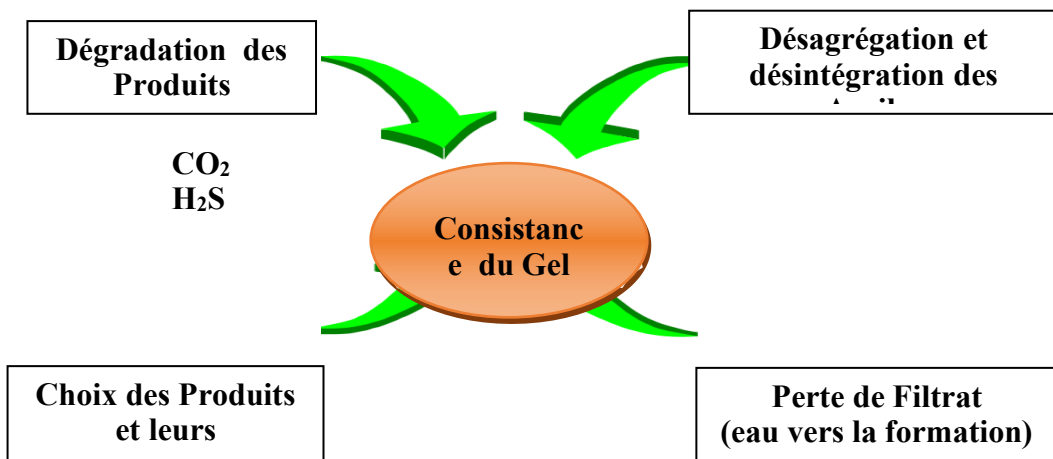 Dégradation des
Produits
Désagrégation et
désintégration des
CO₂
H₂S
Consistanc
e du Gel
Choix des Produits
et leurs
Perte de Filtrat
(eau vers la formation)